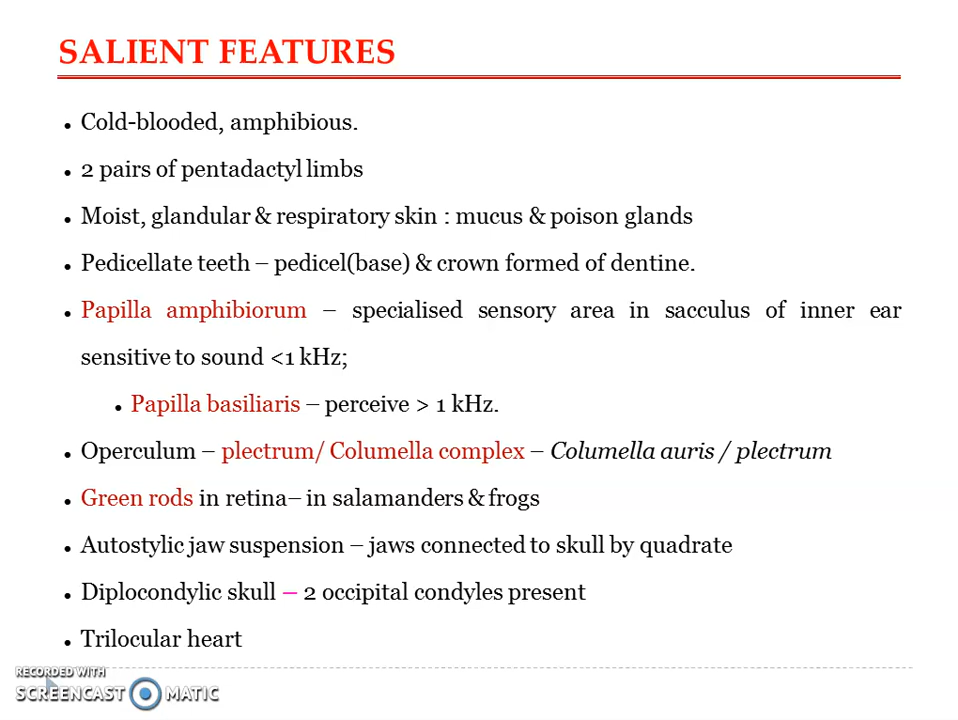 SALIENT FEATURES
• Cold-blooded, amphibious.
• 2 pairs of pentadactyl limbs
• Moist, glandular & respiratory skin : mucus & poison glands
• Pedicellate teeth – pedicel(base) & crown formed of dentine.
• Papilla amphibiorum – specialised sensory area in sacculus of inner ear
sensitive to sound <1 kHz;
• Papilla basiliaris – perceive > 1 kHz.
• Operculum – plectrum/ Columella complex – Columella auris / plectrum
• Green rods in retina– in salamanders & frogs
• Autostylic jaw suspension – jaws connected to skull by quadrate
• Diplocondylic skull – 2 occipital condyles present
• Trilocular heart
RECORDED WITH
SCREENCAST MATIC